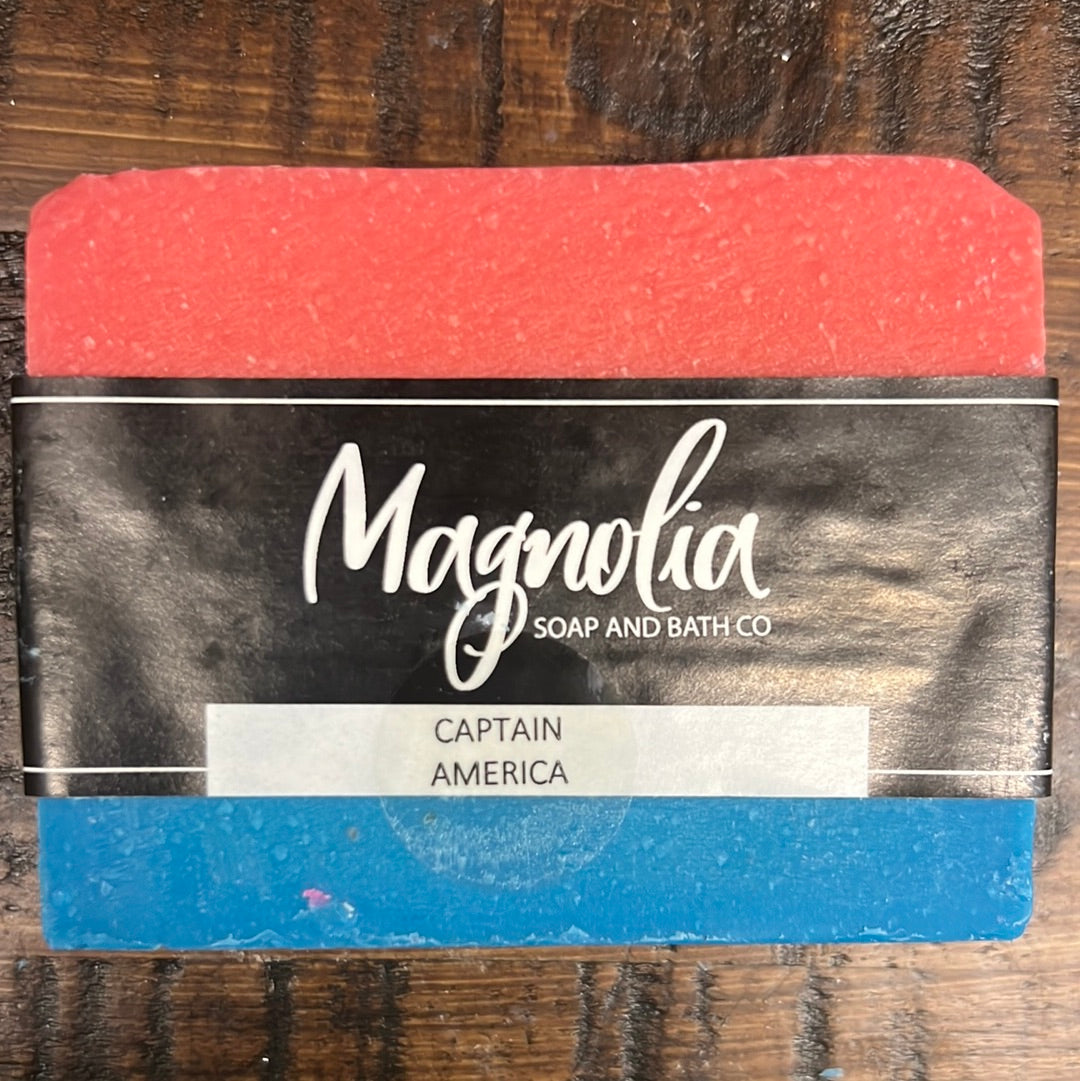 Magnolia
SOAP AND BATH CO
CAPTAIN
AMERICA